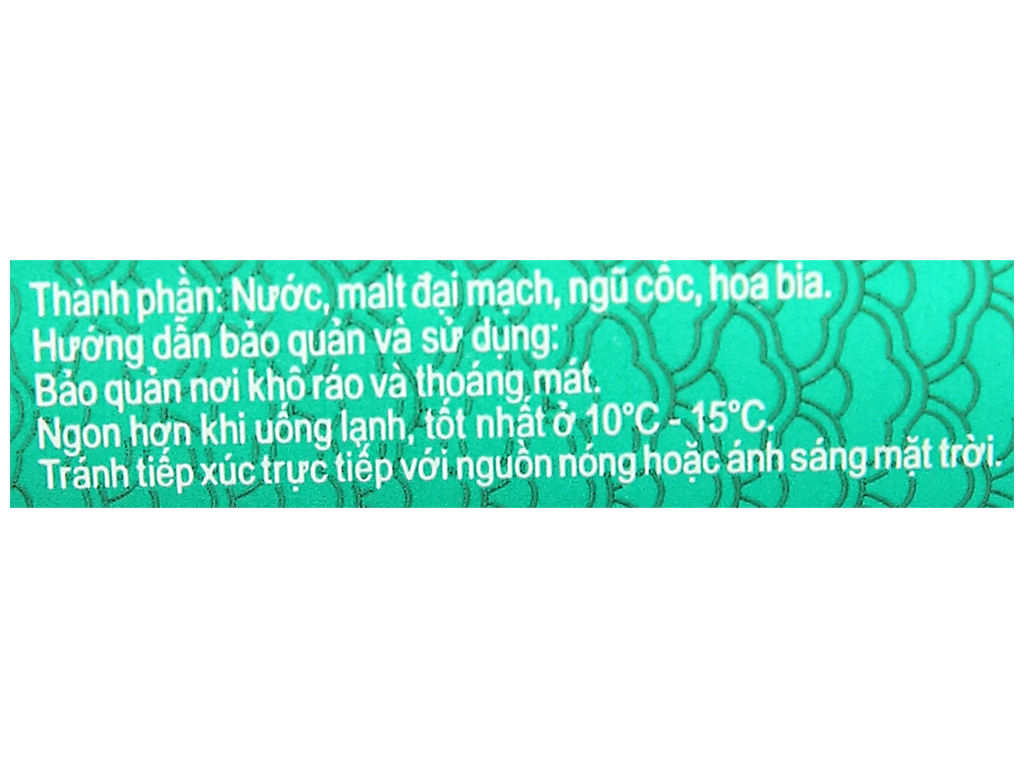 Thành phần: Nước, malt đại mạch, ngũ cốc, hoa bia.
Hướng dẫn bảo quản và sử dụng:
Bảo quản nơi khô ráo và thoáng mát.
Ngon hơn khi uống lạnh, tốt nhất ở 10°C - 15°C.
Tránh tiếp xúc trực tiếp với nguồn nóng hoặc ánh sáng mặt trời.